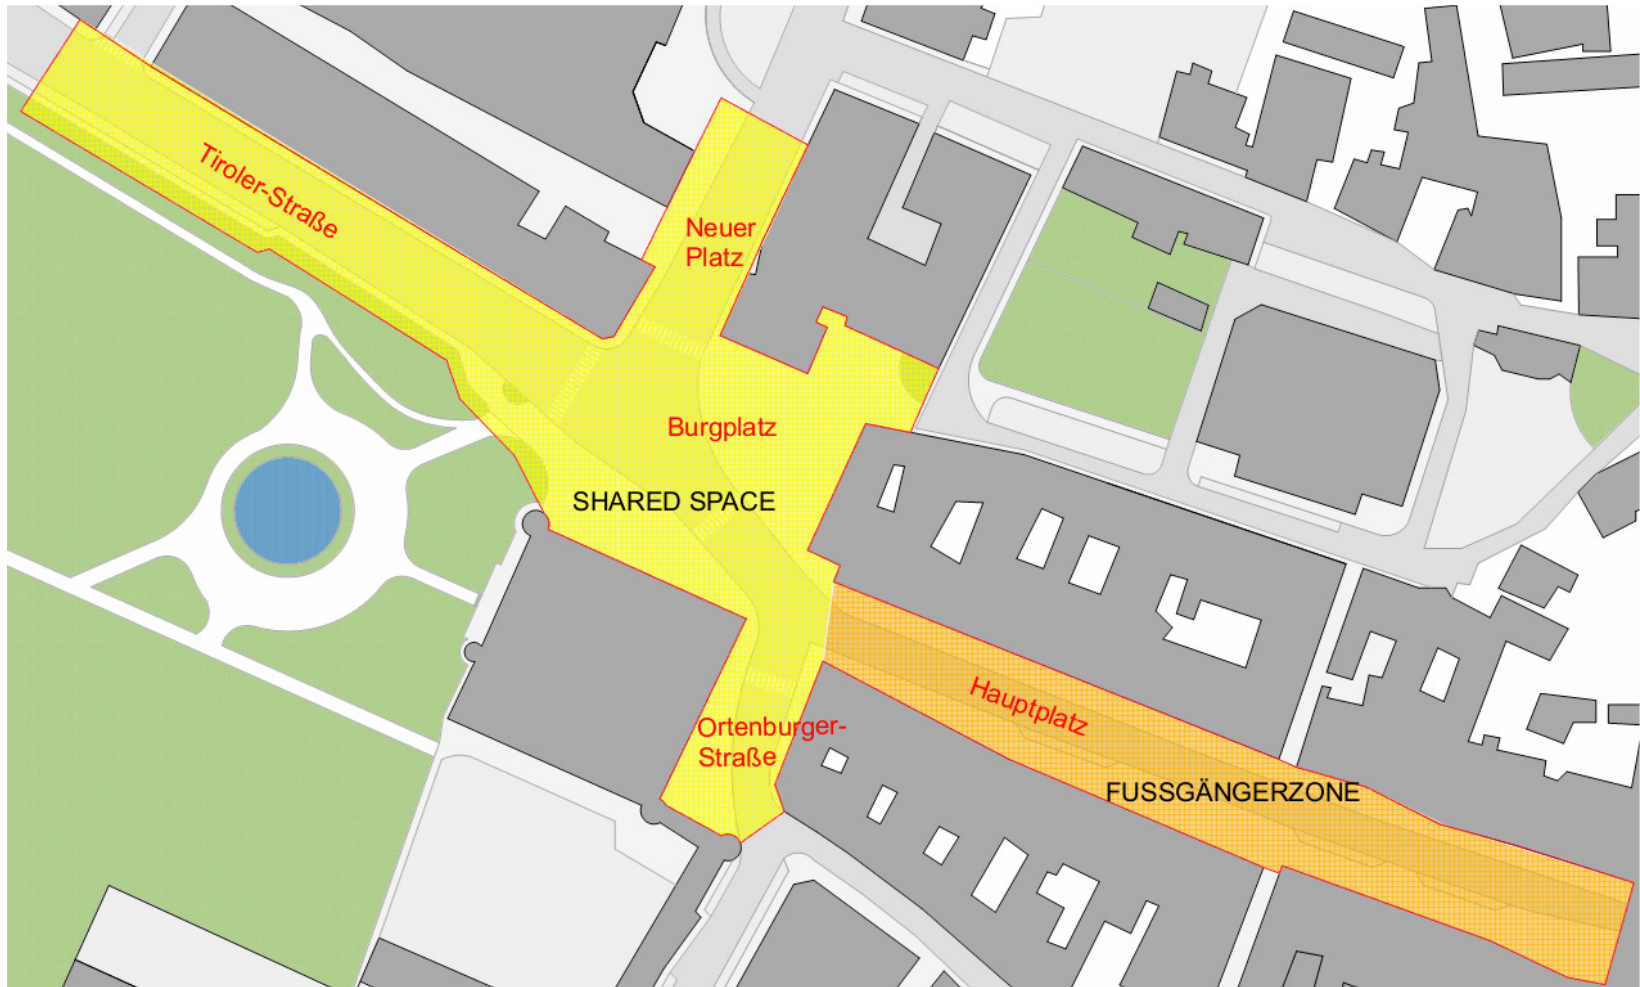 Tiroler-Straße
Neuer
Platz
Burgplatz
SHARED SPACE
Hauptplatz
Ortenburger-
Straße
FUSSGÄNGERZONE